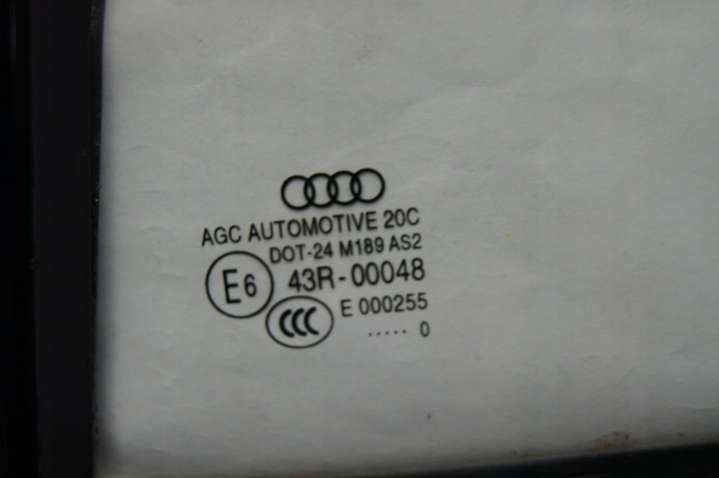 AGC AUTOMOTIVE 20C
DOT-24 M189 AS2
E6 43R-00048
CCC E 000255
..... 0